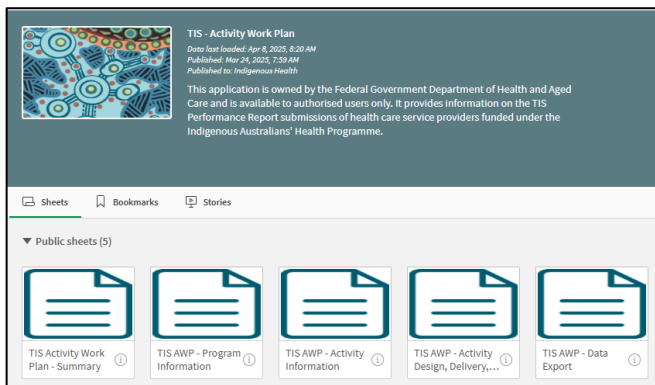 TIS - Activity Work Plan
Data last loaded: Apr 8, 2025, 8:20 AM
Published: Mar 24, 2025, 7:59 AM
Published to: Indigenous Health
This application is owned by the Federal Government Department of Health and Aged
Care and is available to authorised users only. It provides information on the TIS
Performance Report submissions of health care service providers funded under the
Indigenous Australians' Health Programme.
Sheets
Bookmarks
Stories
Public sheets (5)
TIS Activity Work
Plan - Summary
TIS AWP - Program
Information
TIS AWP - Activity
Information
TIS AWP - Activity
Design, Delivery,...
TIS AWP - Data
Export